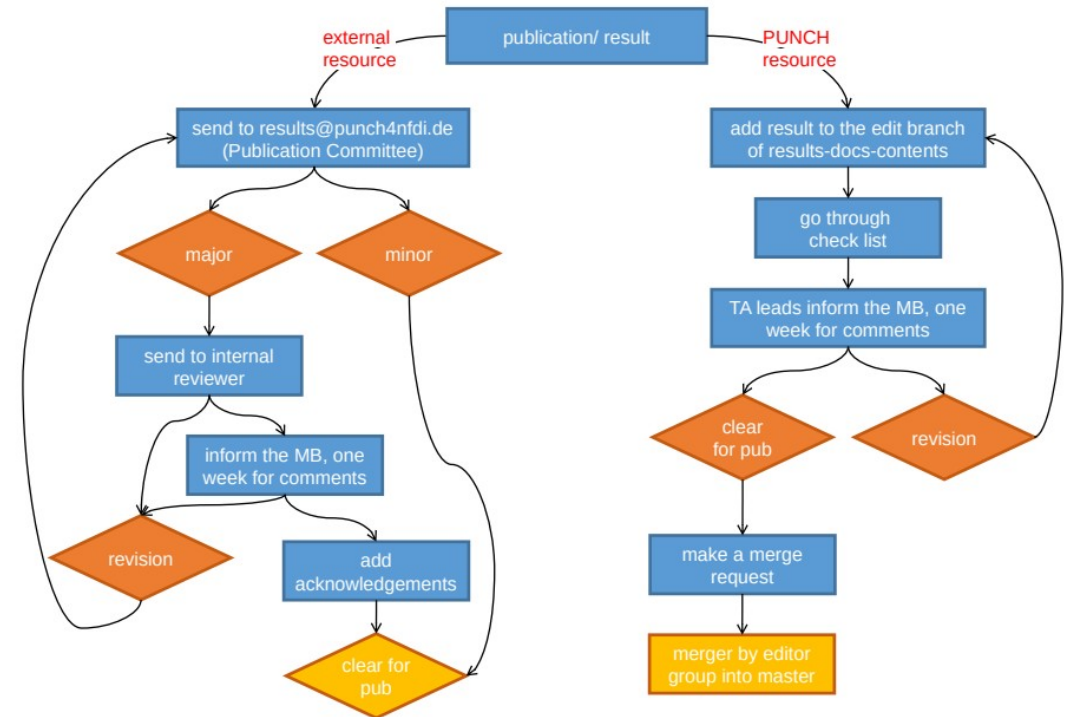 publication/ result
external
resource
PUNCH
resource
send to results@punch4nfdi.de
(Publication Committee)
add result to the edit branch
of results-docs-contents
major
minor
go through
check list
TA leads inform the MB, one
week for comments
send to internal
reviewer
clear
for pub
revision
inform the MB, one
week for comments
revision
add
acknowledgements
make a merge
request
clear for
pub
merger by editor
group into master